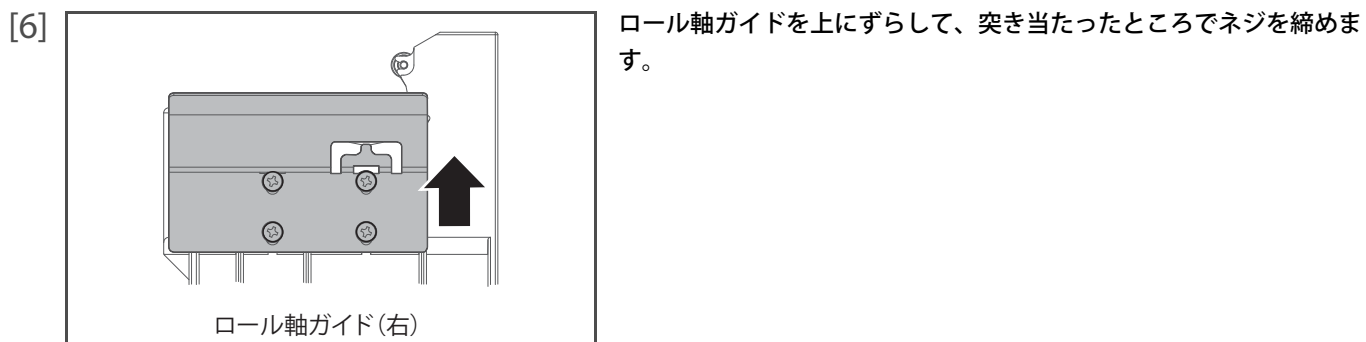 [6]
ロール軸ガイドを上にずらして、突き当たったところでネジを締めま
す。
ロール軸ガイド(右)